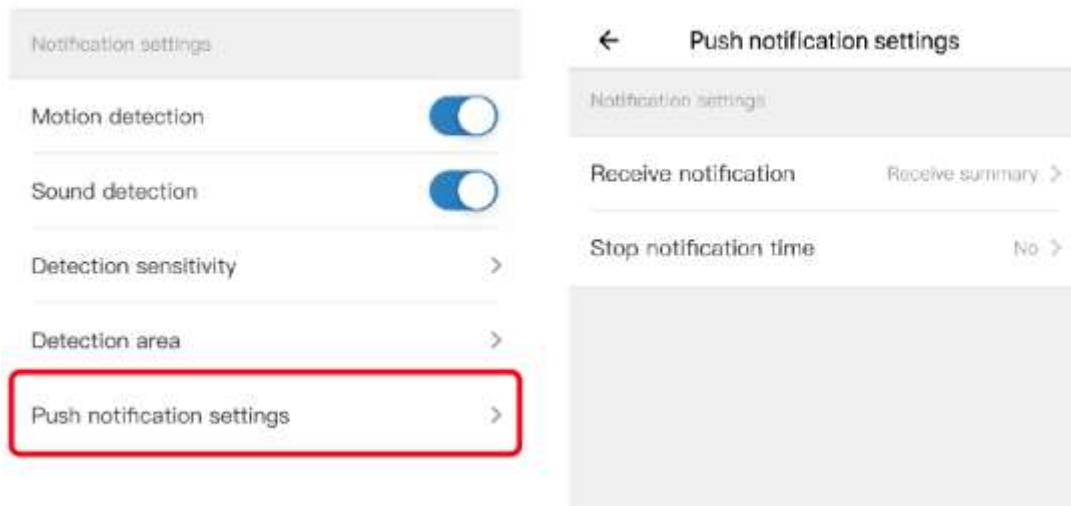 Notification settings
Motion detection
Sound detection
Detection sensitivity
Detection area
Push notification settings
Push notification settings
Notification settings
Receive notification Receive summary
Stop notification time No